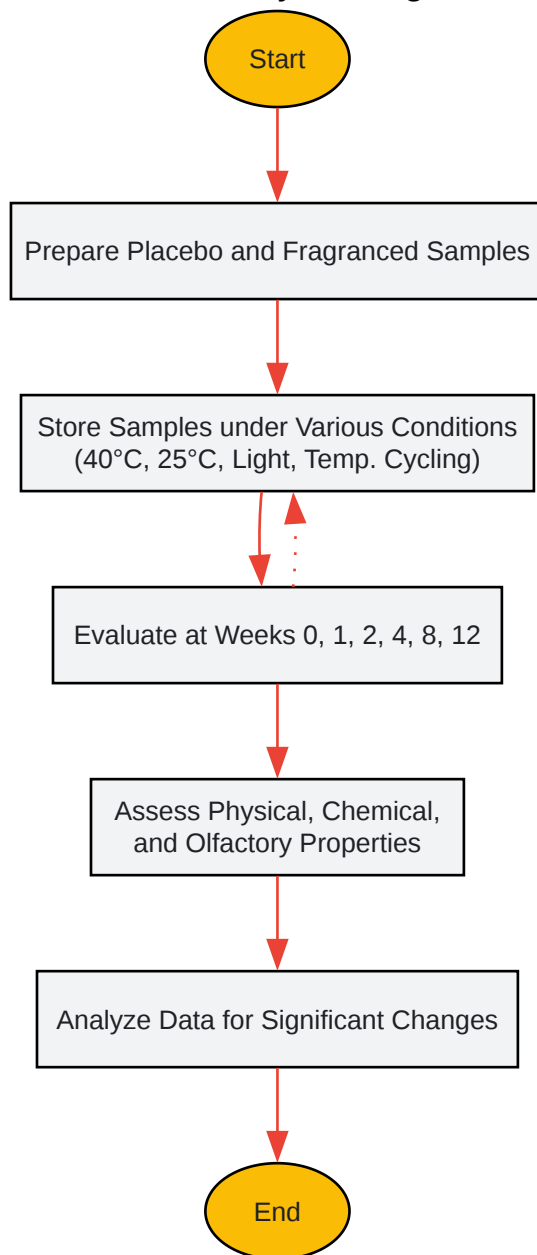 Start
Prepare Placebo and Fragranced Samples
Store Samples under Various Conditions
(40°C, 25°C, Light, Temp. Cycling)
Evaluate at Weeks 0, 1, 2, 4, 8, 12
Assess Physical, Chemical,
and Olfactory Properties
Analyze Data for Significant Changes
End